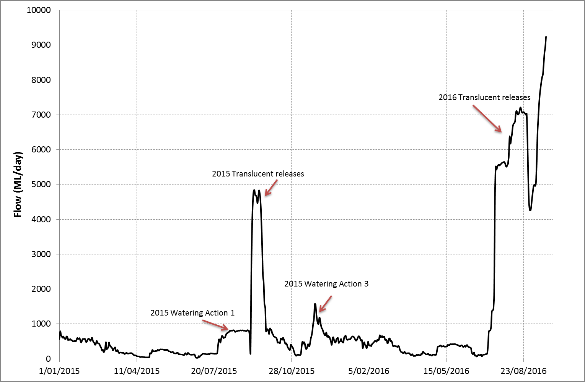 10000
9000
8000
7000
6000
5000
4000
3000
2000
1000
0
Flow (ML/day)
2016 Translucent releases
2015 Translucent releases
2015 Watering Action 3
2015 Watering Action 1
1/01/2015 11/04/2015 20/07/2015 28/10/2015 5/02/2016 15/05/2016 23/08/2016